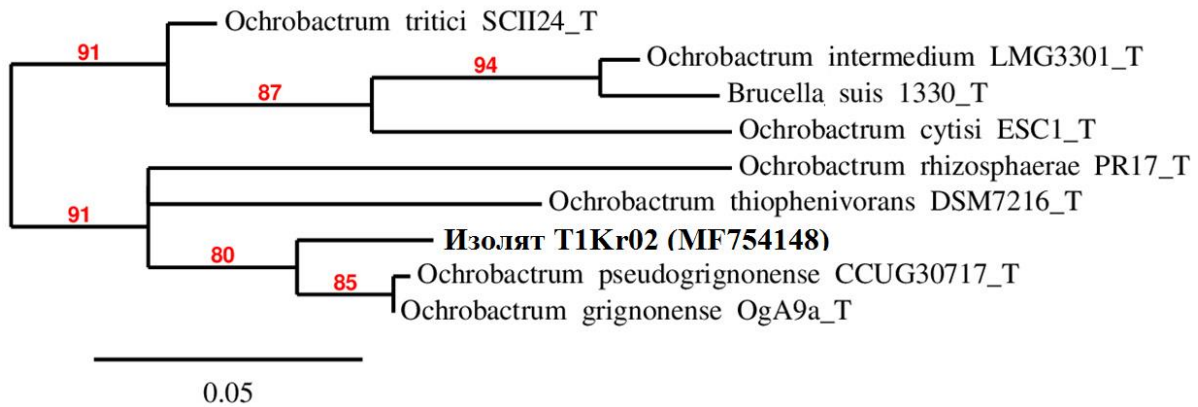 Ochrobactrum tritici SCII24_T
91
Ochrobactrum intermedium LMG3301_T
94
87
Brucella suis 1330_T
Ochrobactrum cytisi ESC1_T
Ochrobactrum rhizosphaerae PR17_T
Ochrobactrum thiophenivorans DSM7216_T
91
Изолят T1Kr02 (MF754148)
80
Ochrobactrum pseudogrignonense CCUG30717_T
85
Ochrobactrum grignonense OgA9a_T
0.05